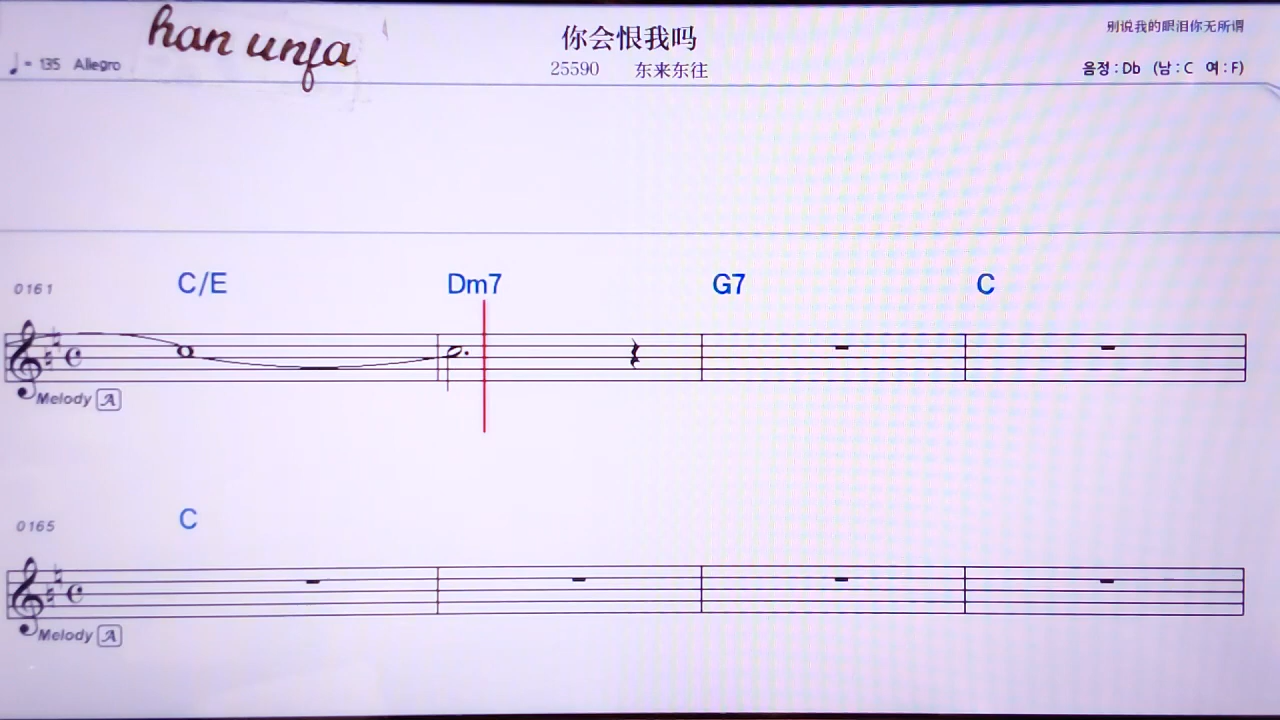 han unja
你会恨我吗
别说我的眼泪你无所谓
♩ = 135 Allegro
25590 东来东往
음정 : Db (남 : C 여 : F)
C/E Dm7 G7 C
0161
Melody A
C
0165
Melody A